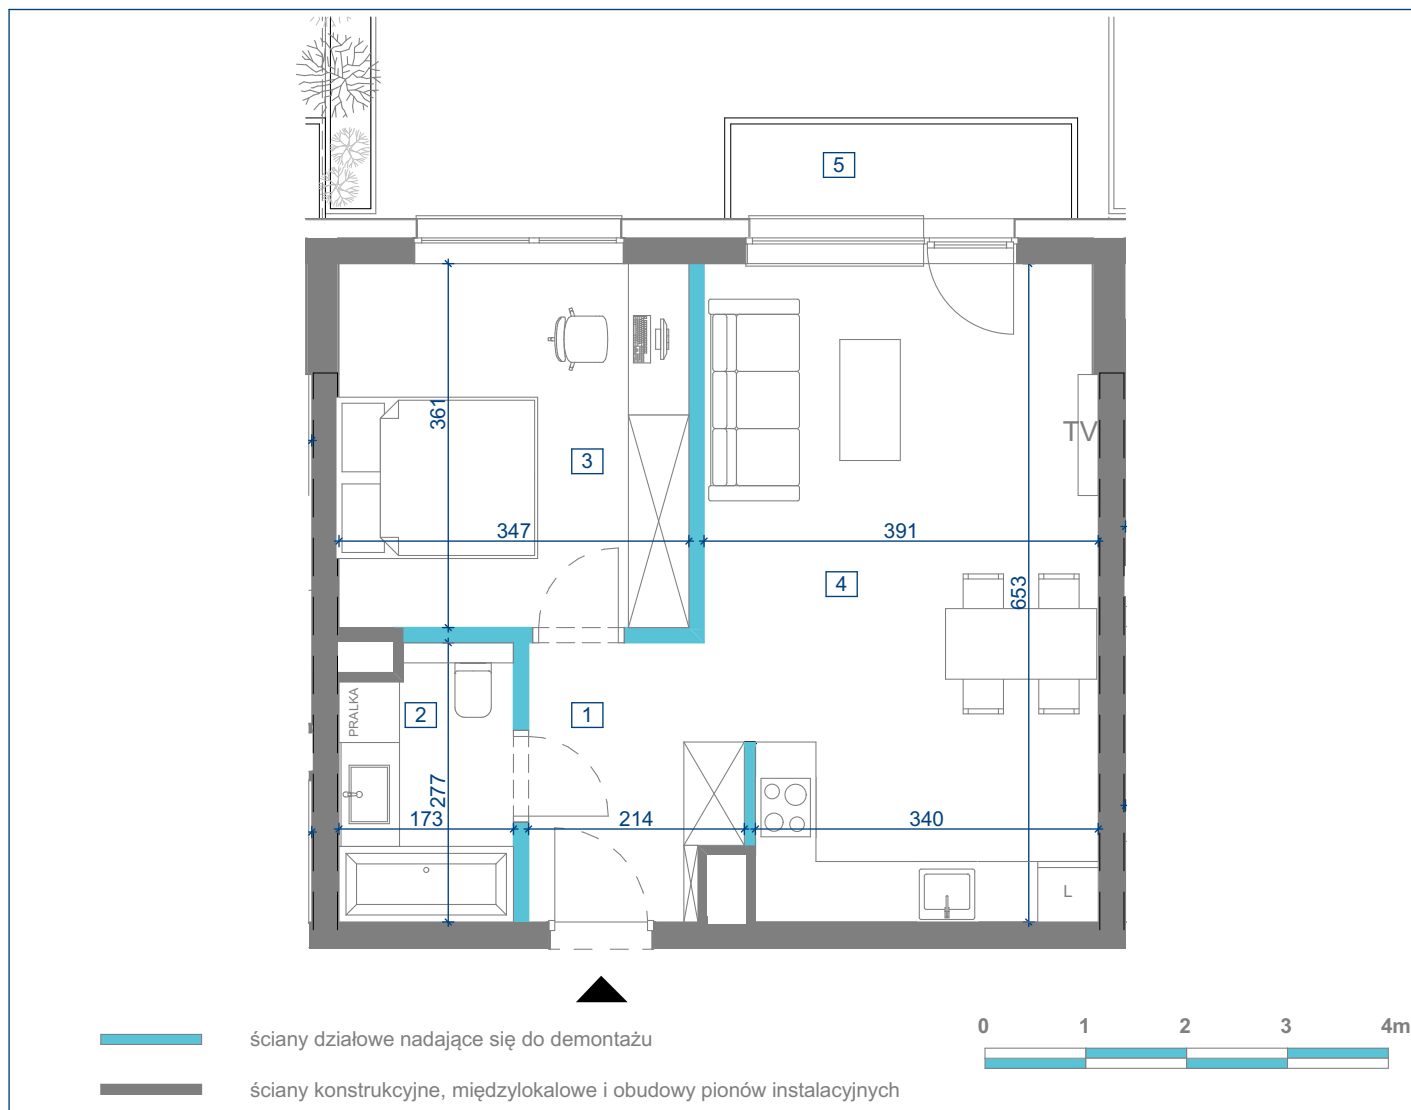 5
361
3
TV
347
391
4
653
PRALKA
2
1
277
173
214
340
L
0 1 2 3 4m
ściany działowe nadające się do demontażu
ściany konstrukcyjne, międzylokalowe i obudowy pionów instalacyjnych